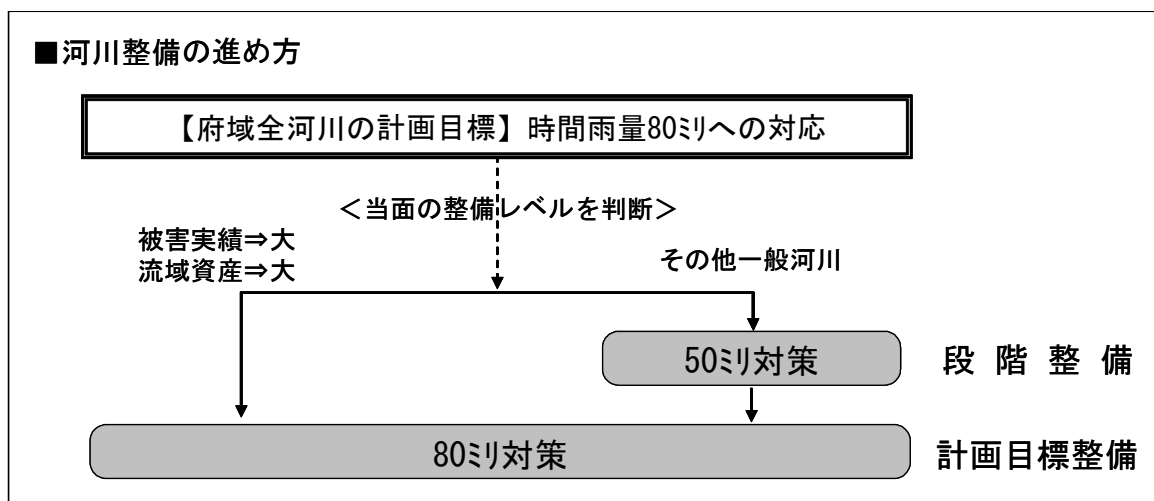 ■河川整備の進め方
【府域全河川の計画目標】時間雨量80ﾐﾘへの対応
＜当面の整備レベルを判断＞
被害実績⇒大
流域資産⇒大
その他一般河川
50ﾐﾘ対策
段階整備
80ﾐﾘ対策
計画目標整備